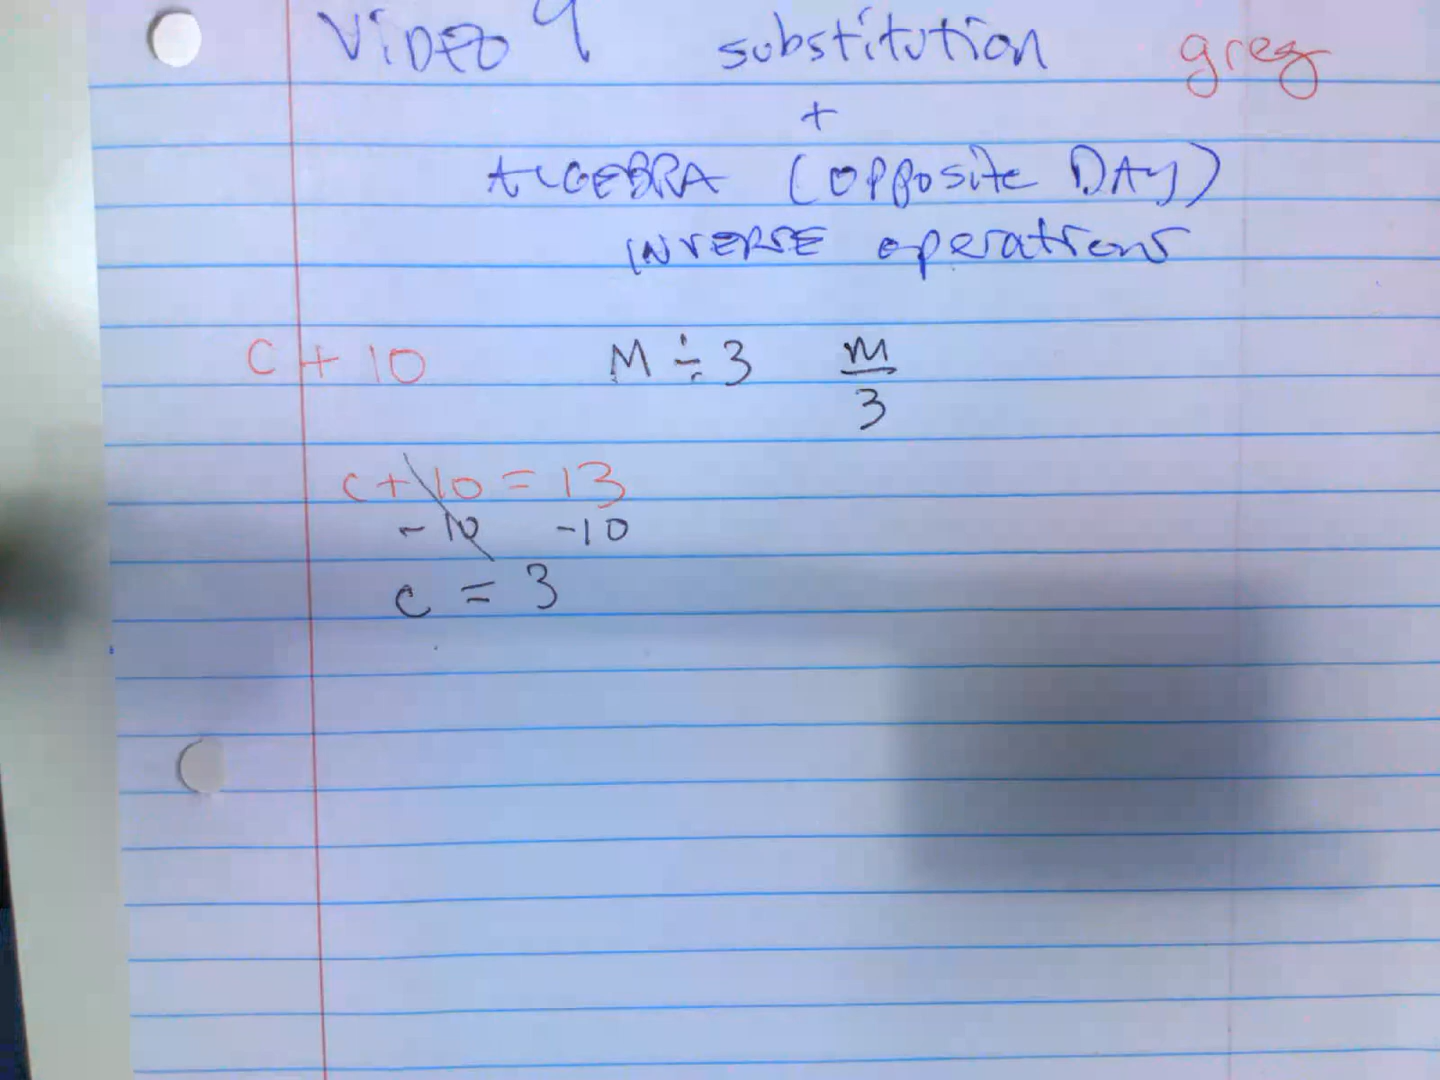 VIDEO 9 substitution greg
+
ALGEBRA (opposite DAY)
INVERSE operations
C + 10 M ÷ 3 m/3
c + 10 = 13
- 10 -10
c = 3